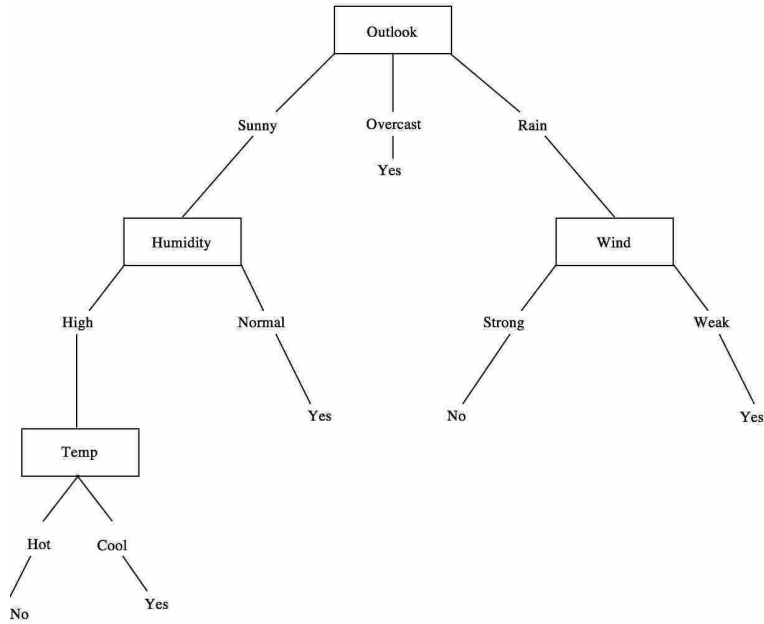 Outlook
Sunny
Overcast
Rain
Yes
Humidity
Wind
High
Normal
Strong
Weak
Yes
No
Yes
Temp
Hot
Cool
No
Yes